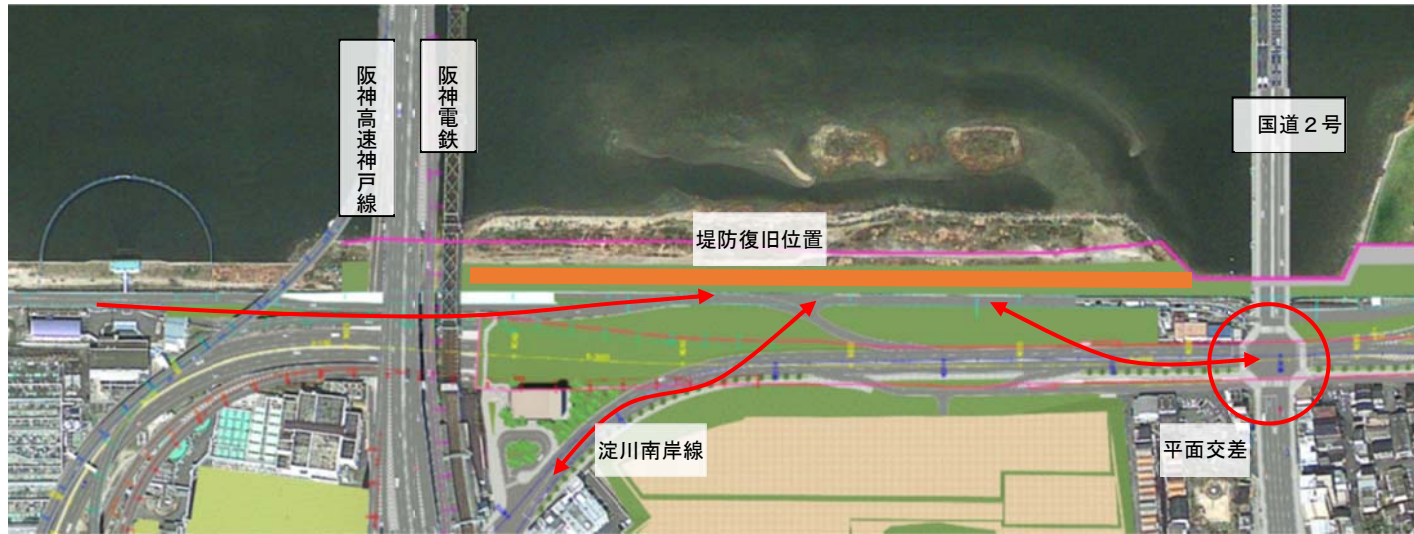 阪神高速神戸線
阪神電鉄
国道２号
堤防復旧位置
淀川南岸線
平面交差